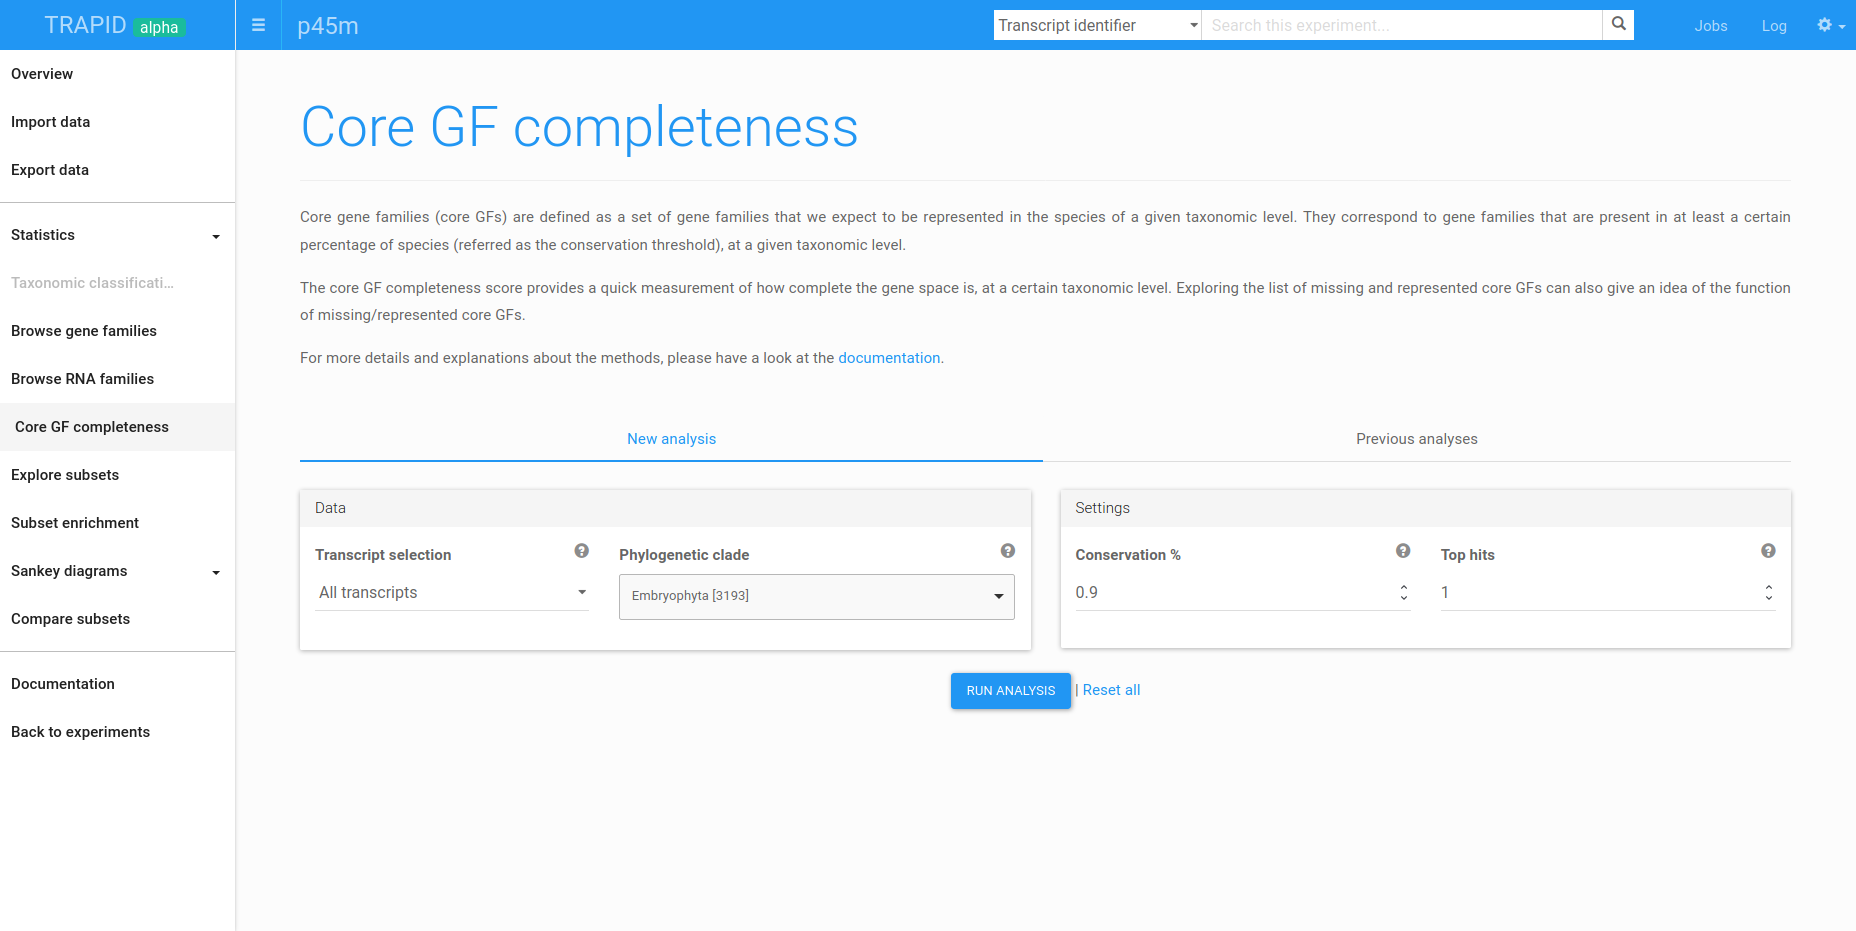 TRAPID alpha
p45m
Transcript identifier
Search this experiment...
Jobs
Log
Overview
Import data
Export data
Statistics
Taxonomic classificati...
Browse gene families
Browse RNA families
Core GF completeness
Explore subsets
Subset enrichment
Sankey diagrams
Compare subsets
Documentation
Back to experiments
Core GF completeness
Core gene families (core GFs) are defined as a set of gene families that we expect to be represented in the species of a given taxonomic level. They correspond to gene families that are present in at least a certain
percentage of species (referred as the conservation threshold), at a given taxonomic level.
The core GF completeness score provides a quick measurement of how complete the gene space is, at a certain taxonomic level. Exploring the list of missing and represented core GFs can also give an idea of the function
of missing/represented core GFs.
For more details and explanations about the methods, please have a look at the documentation.
New analysis
Previous analyses
Data
Transcript selection
All transcripts
Phylogenetic clade
Embryophyta [3193]
Settings
Conservation %
0.9
Top hits
1
RUN ANALYSIS | Reset all